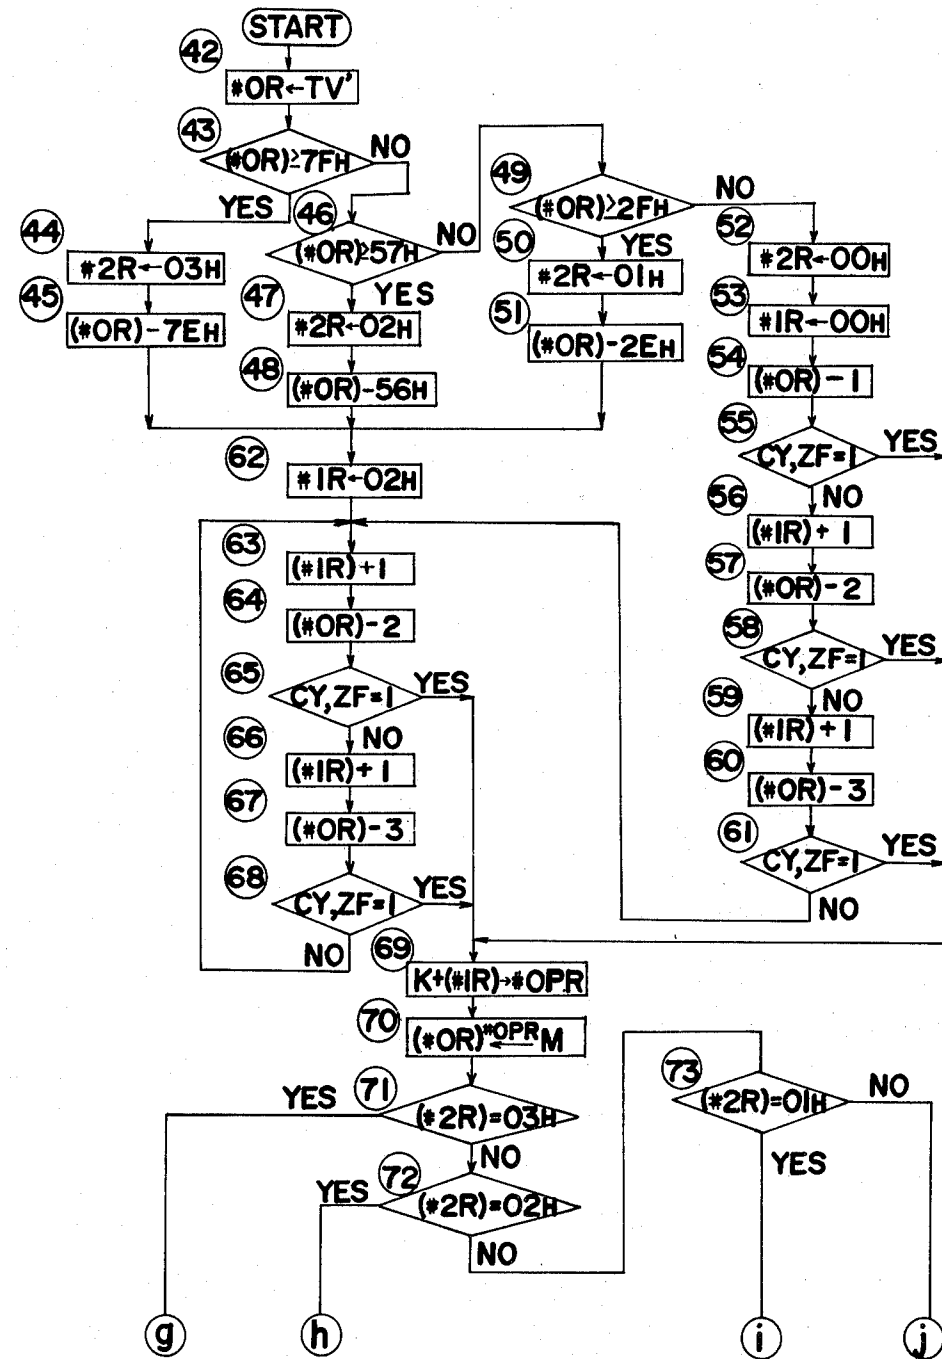 START
42
#0R←TV'
43
(#0R)≥7FH
NO
YES
44
#2R←03H
45
(#0R)-7EH
46
(#0R)≥57H
NO
YES
47
#2R←02H
48
(#0R)-56H
49
(#0R)≥2FH
NO
YES
50
#2R←01H
51
(#0R)-2EH
52
#2R←00H
53
#1R←00H
54
(#0R)-1
55
CY,ZF=1
YES
NO
56
(#1R)+1
57
(#0R)-2
58
CY,ZF=1
YES
NO
59
(#1R)+1
60
(#0R)-3
61
CY,ZF=1
YES
NO
62
#1R←02H
63
(#1R)+1
64
(#0R)-2
65
CY,ZF=1
YES
NO
66
(#1R)+1
67
(#0R)-3
68
CY,ZF=1
YES
NO
69
K+(#1R)→#0PR
70
(#0R)←#0PR M
71
(#2R)=03H
YES
NO
72
(#2R)=02H
YES
NO
73
(#2R)=01H
NO
YES
g
h
i
j